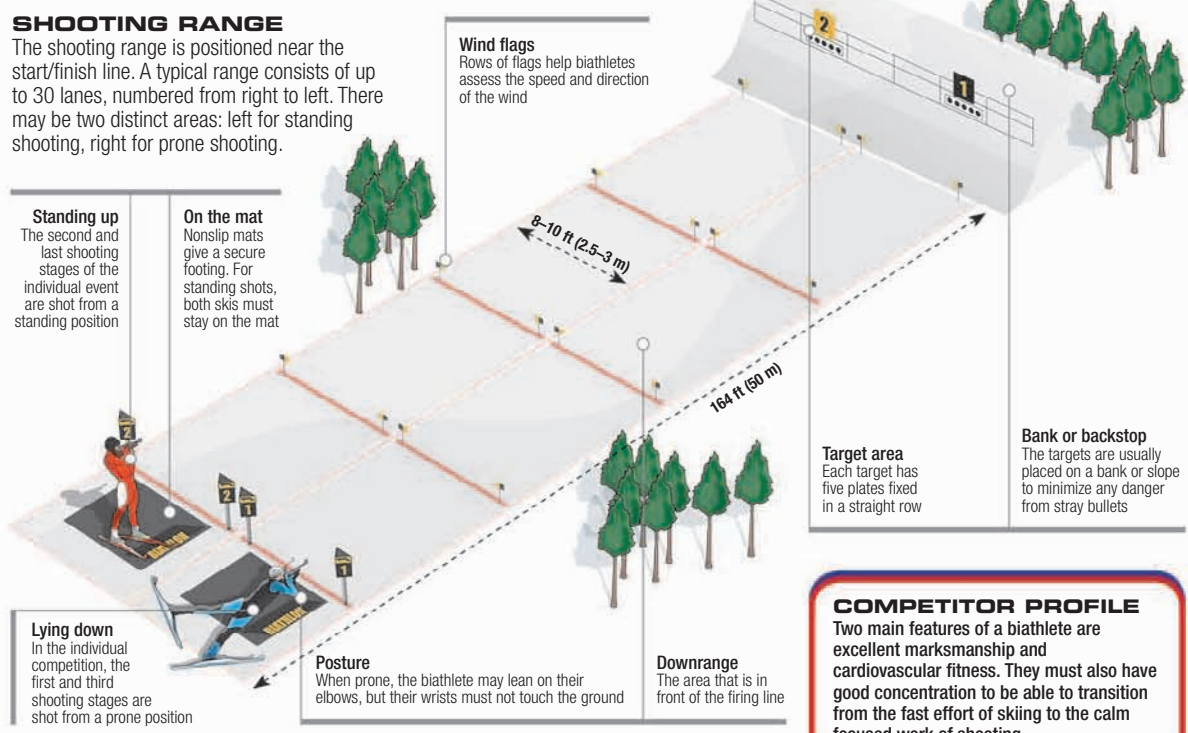 SHOOTING RANGE
The shooting range is positioned near the
start/finish line. A typical range consists of up
to 30 lanes, numbered from right to left. There
may be two distinct areas: left for standing
shooting, right for prone shooting.
Wind flags
Rows of flags help biathletes
assess the speed and direction
of the wind
2
1
Standing up
The second and
last shooting
stages of the
individual event
are shot from a
standing position
On the mat
Nonslip mats
give a secure
footing. For
standing shots,
both skis must
stay on the mat
8–10 ft (2.5–3 m)
164 ft (50 m)
2
2
1
1
BIATHLON
BIATHLON
Target area
Each target has
five plates fixed
in a straight row
Bank or backstop
The targets are usually
placed on a bank or slope
to minimize any danger
from stray bullets
Lying down
In the individual
competition, the
first and third
shooting stages are
shot from a prone position
Posture
When prone, the biathlete may lean on their
elbows, but their wrists must not touch the ground
Downrange
The area that is in
front of the firing line
COMPETITOR PROFILE
Two main features of a biathlete are
excellent marksmanship and
cardiovascular fitness. They must also have
good concentration to be able to transition
from the fast effort of skiing to the calm
focused work of shooting